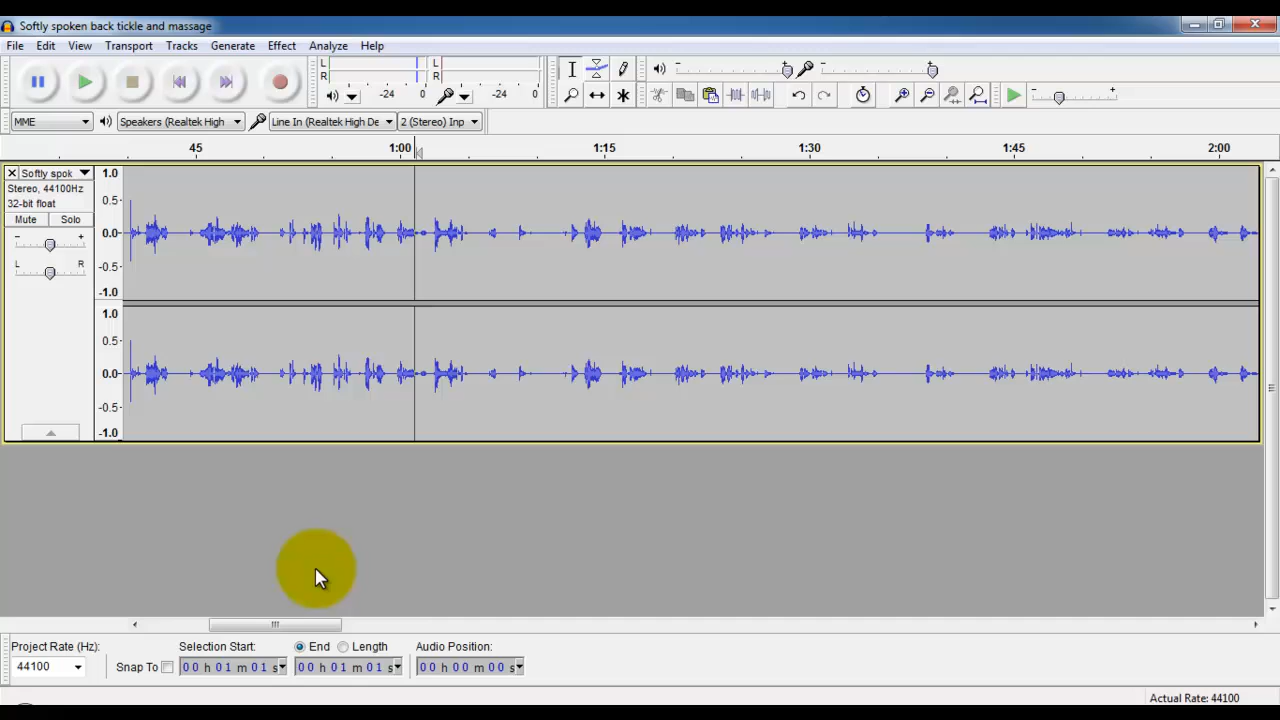 Softly spoken back tickle and massage
File Edit View Transport Tracks Generate Effect Analyze Help
L
R
-24 0
L
R
-24 0
MME Speakers (Realtek High Line In (Realtek High De 2 (Stereo) Inp
45 1:00 1:15 1:30 1:45 2:00
Softly spok
Stereo, 44100Hz
32-bit float
Mute Solo
- +
L R
1.0
0.5
0.0
-0.5
-1.0
1.0
0.5
0.0
-0.5
-1.0
Project Rate (Hz): Selection Start: End Length Audio Position:
44100 Snap To 00 h 01 m 01 s 00 h 01 m 01 s 00 h 00 m 00 s
Actual Rate: 44100